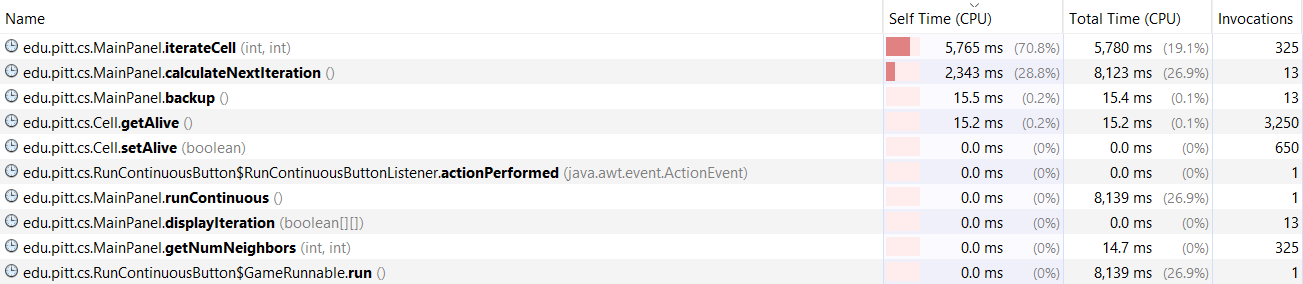 Name Self Time (CPU) Total Time (CPU) Invocations
edu.pitt.cs.MainPanel.iterateCell (int, int) 5,765 ms (70.8%) 5,780 ms (19.1%) 325
edu.pitt.cs.MainPanel.calculateNextIteration () 2,343 ms (28.8%) 8,123 ms (26.9%) 13
edu.pitt.cs.MainPanel.backup () 15.5 ms (0.2%) 15.4 ms (0.1%) 13
edu.pitt.cs.Cell.getAlive () 15.2 ms (0.2%) 15.2 ms (0.1%) 3,250
edu.pitt.cs.Cell.setAlive (boolean) 0.0 ms (0%) 0.0 ms (0%) 650
edu.pitt.cs.RunContinuousButton$RunContinuousButtonListener.actionPerformed (java.awt.event.ActionEvent) 0.0 ms (0%) 0.0 ms (0%) 1
edu.pitt.cs.MainPanel.runContinuous () 0.0 ms (0%) 8,139 ms (26.9%) 1
edu.pitt.cs.MainPanel.displayIteration (boolean[][]) 0.0 ms (0%) 0.0 ms (0%) 13
edu.pitt.cs.MainPanel.getNumNeighbors (int, int) 0.0 ms (0%) 14.7 ms (0%) 325
edu.pitt.cs.RunContinuousButton$GameRunnable.run () 0.0 ms (0%) 8,139 ms (26.9%) 1